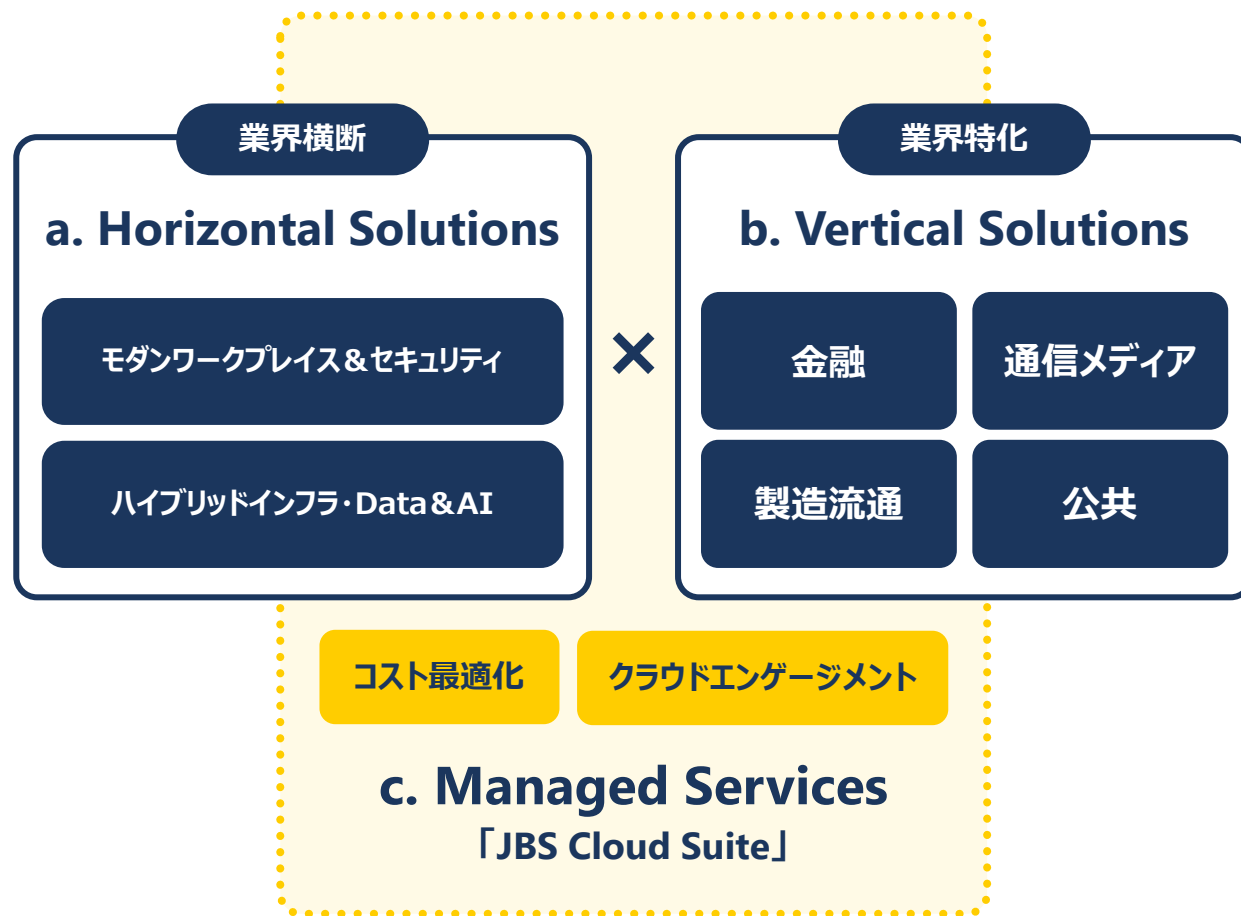 業界横断
a. Horizontal Solutions
モダンワークプレイス＆セキュリティ
ハイブリッドインフラ・Data＆AI
×
業界特化
b. Vertical Solutions
金融
通信メディア
製造流通
公共
コスト最適化
クラウドエンゲージメント
c. Managed Services
「JBS Cloud Suite」